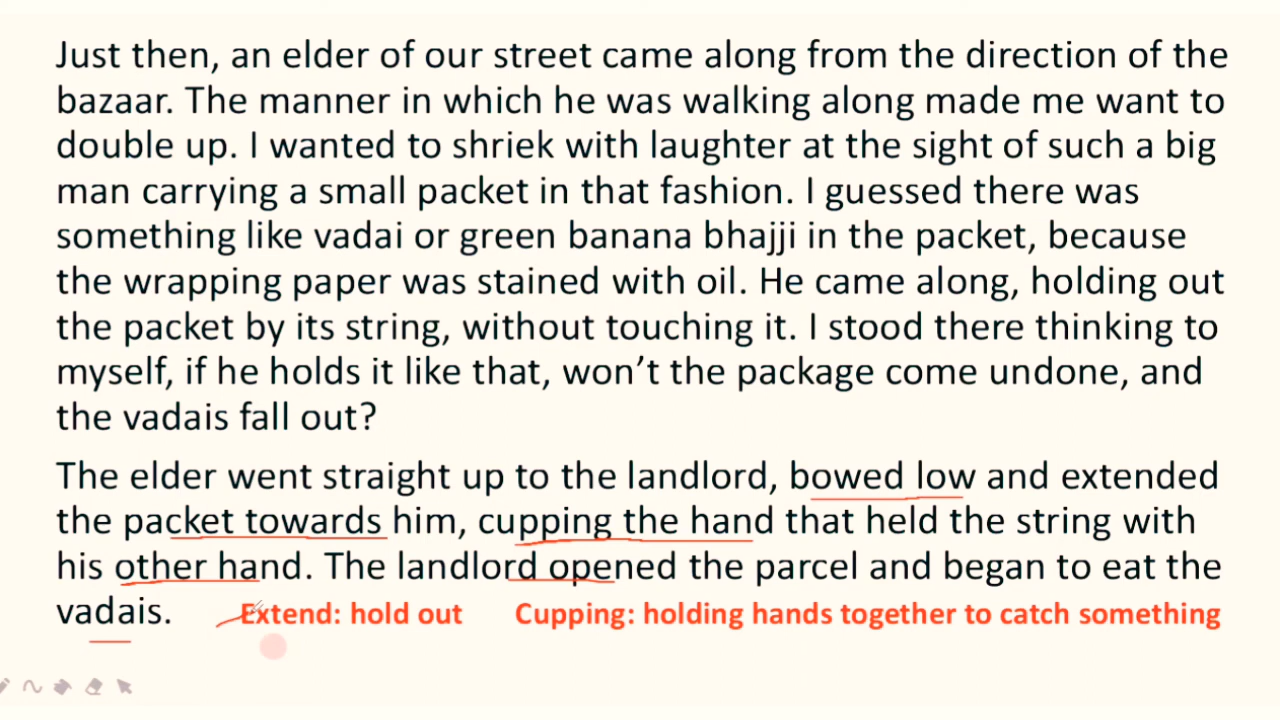 Just then, an elder of our street came along from the direction of the
bazaar. The manner in which he was walking along made me want to
double up. I wanted to shriek with laughter at the sight of such a big
man carrying a small packet in that fashion. I guessed there was
something like vadai or green banana bhajji in the packet, because
the wrapping paper was stained with oil. He came along, holding out
the packet by its string, without touching it. I stood there thinking to
myself, if he holds it like that, won’t the package come undone, and
the vadais fall out?
The elder went straight up to the landlord, bowed low and extended
the packet towards him, cupping the hand that held the string with
his other hand. The landlord opened the parcel and began to eat the
vadais. Extend: hold out Cupping: holding hands together to catch something